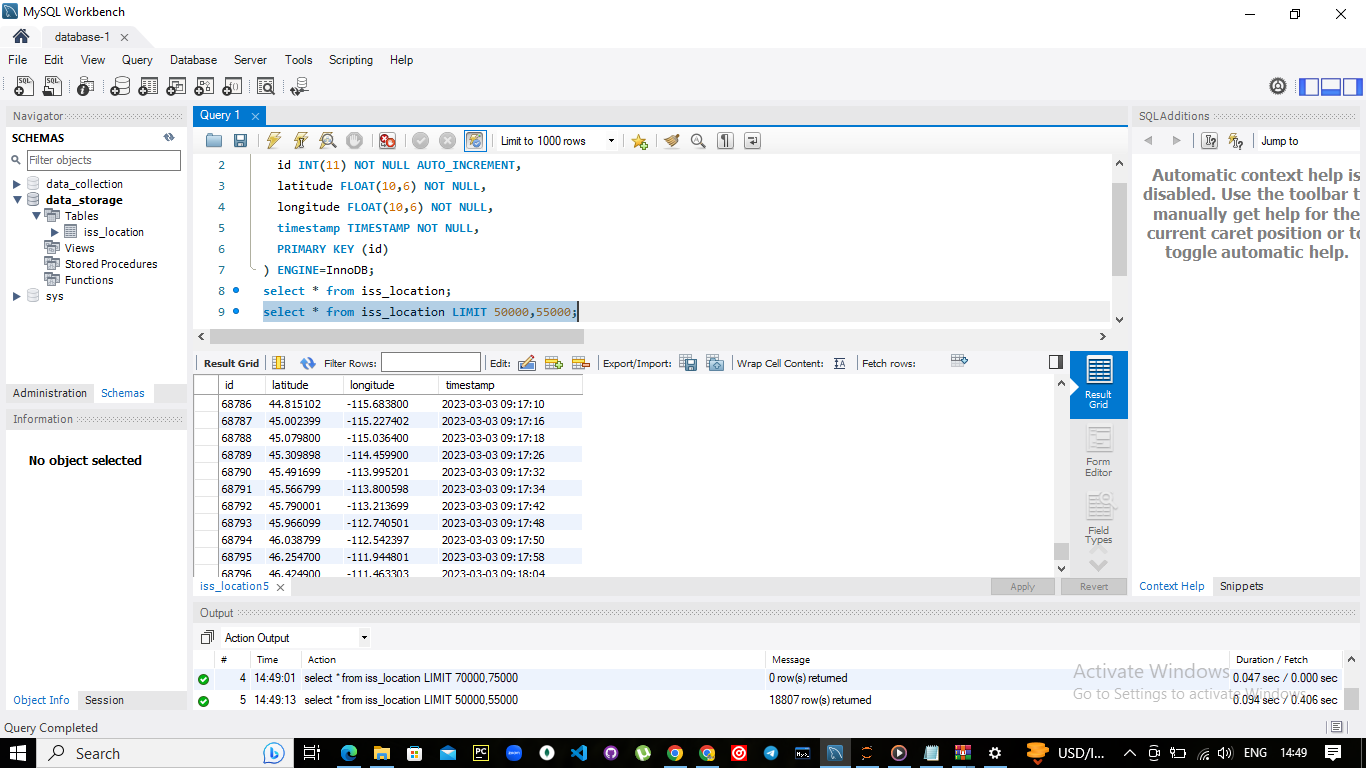 MySQL Workbench
database-1
File Edit View Query Database Server Tools Scripting Help
Navigator
SCHEMAS
Filter objects
data_collection
data_storage
Tables
iss_location
Views
Stored Procedures
Functions
sys
Administration Schemas
Information
No object selected
Object Info Session
Query 1
Limit to 1000 rows
2 id INT(11) NOT NULL AUTO_INCREMENT,
3 latitude FLOAT(10,6) NOT NULL,
4 longitude FLOAT(10,6) NOT NULL,
5 timestamp TIMESTAMP NOT NULL,
6 PRIMARY KEY (id)
7 ) ENGINE=InnoDB;
8 select * from iss_location;
9 select * from iss_location LIMIT 50000,55000;
Result Grid Filter Rows: Edit: Export/Import: Wrap Cell Content: Fetch rows:
id latitude longitude timestamp
68786 44.815102 -115.683800 2023-03-03 09:17:10
68787 45.002399 -115.227402 2023-03-03 09:17:16
68788 45.079800 -115.036400 2023-03-03 09:17:18
68789 45.309898 -114.459900 2023-03-03 09:17:26
68790 45.491699 -113.995201 2023-03-03 09:17:32
68791 45.566799 -113.800598 2023-03-03 09:17:34
68792 45.790001 -113.213699 2023-03-03 09:17:42
68793 45.966099 -112.740501 2023-03-03 09:17:48
68794 46.038799 -112.542397 2023-03-03 09:17:50
68795 46.254700 -111.944801 2023-03-03 09:17:58
68796 46.424900 -111.463303 2023-03-03 09:18:04
Result
Grid
Form
Editor
Field
Types
iss_location5
Apply Revert
SQLAdditions
Jump to
Automatic context help is
disabled. Use the toolbar t
manually get help for the
current caret position or to
toggle automatic help.
Context Help Snippets
Output
Action Output
# Time Action Message Duration / Fetch
4 14:49:01 select * from iss_location LIMIT 70000,75000 0 row(s) returned 0.047 sec / 0.000 sec
5 14:49:13 select * from iss_location LIMIT 50000,55000 18807 row(s) returned 0.094 sec / 0.406 sec
Activate Windows
Go to Settings to activate Windows.
Query Completed
Search
USD/I...
ENG
14:49